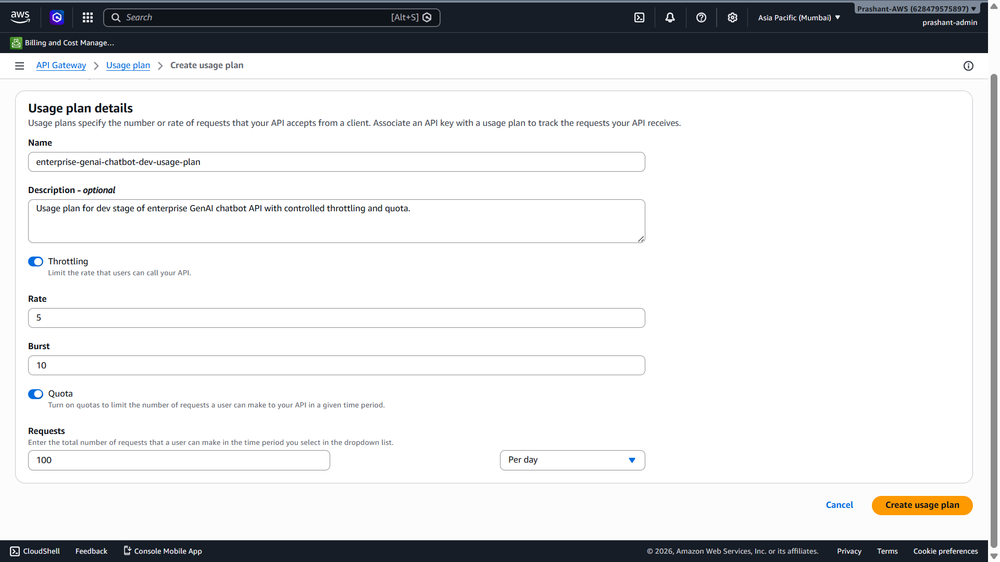 aws
Search [Alt+S]
Asia Pacific (Mumbai) ▼
Prashant-AWS (628479575897) ▼
prashant-admin
Billing and Cost Manage...
API Gateway > Usage plan > Create usage plan
Usage plan details
Usage plans specify the number or rate of requests that your API accepts from a client. Associate an API key with a usage plan to track the requests your API receives.
Name
enterprise-genai-chatbot-dev-usage-plan
Description - optional
Usage plan for dev stage of enterprise GenAI chatbot API with controlled throttling and quota.
Throttling
Limit the rate that users can call your API.
Rate
5
Burst
10
Quota
Turn on quotas to limit the number of requests a user can make to your API in a given time period.
Requests
Enter the total number of requests that a user can make in the time period you select in the dropdown list.
100 Per day
Cancel Create usage plan
CloudShell Feedback Console Mobile App © 2026, Amazon Web Services, Inc. or its affiliates. Privacy Terms Cookie preferences